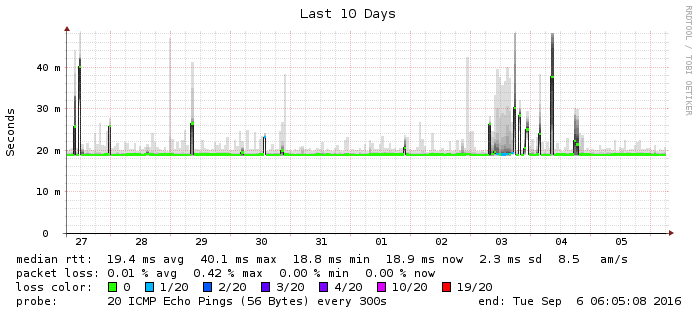 Last 10 Days
RRDTOOL / TOBI OETIKER
Seconds
40 m
30 m
20 m
10 m
0
27 28 29 30 31 01 02 03 04 05
median rtt: 19.4 ms avg 40.1 ms max 18.8 ms min 18.9 ms now 2.3 ms sd 8.5 am/s
packet loss: 0.01 % avg 0.42 % max 0.00 % min 0.00 % now
loss color: 0 1/20 2/20 3/20 4/20 10/20 19/20
probe: 20 ICMP Echo Pings (56 Bytes) every 300s end: Tue Sep 6 06:05:08 2016